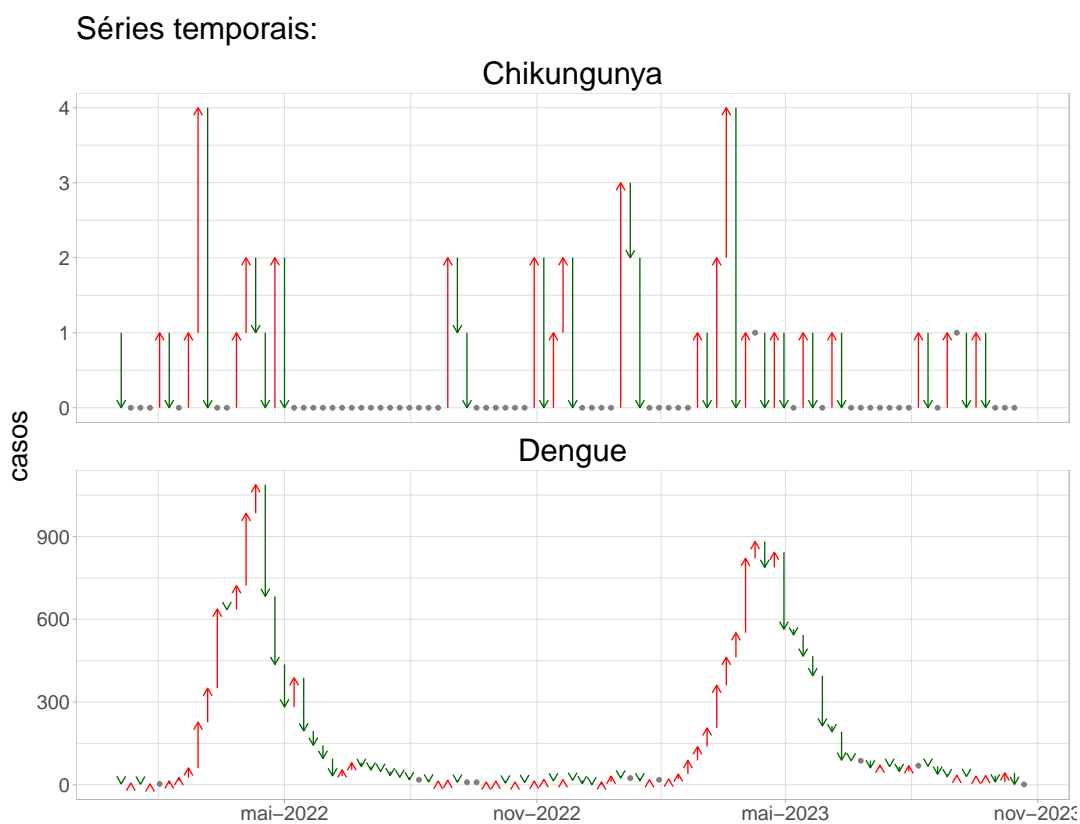 Séries temporais:
Chikungunya
4
3
2
1
0
casos
Dengue
900
600
300
0
mai−2022
nov−2022
mai−2023
nov−2023